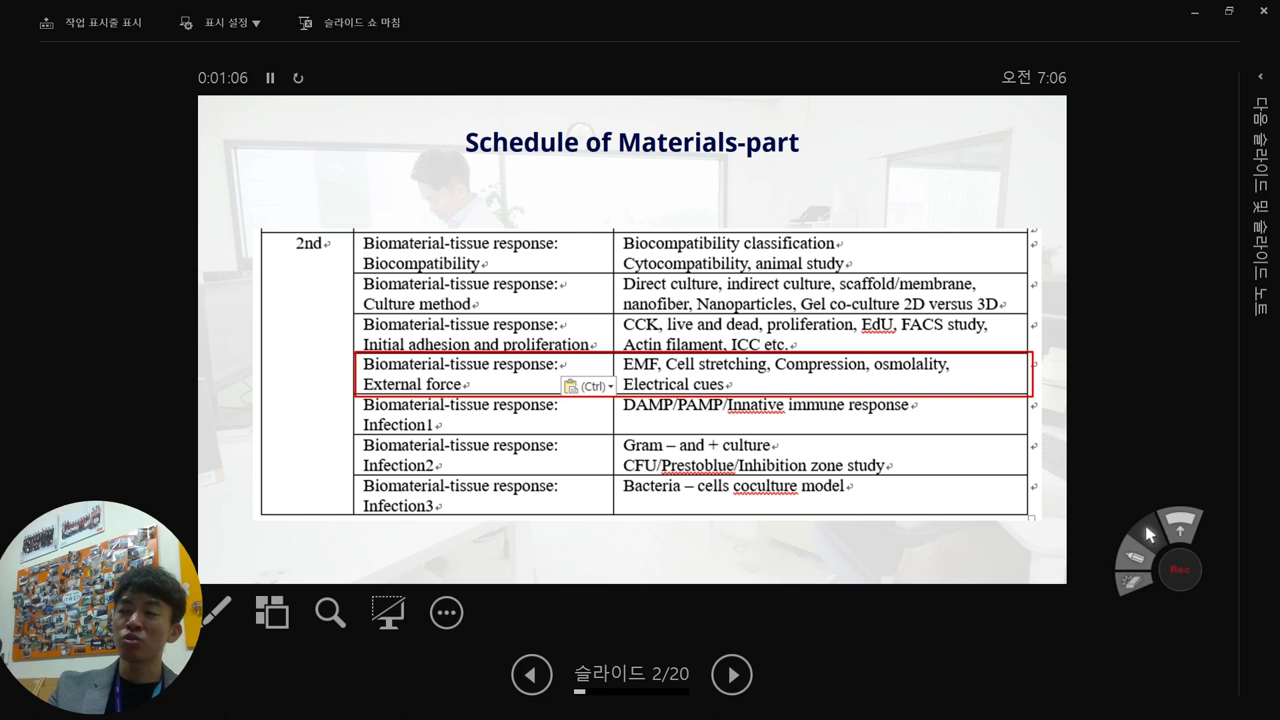 작업 표시줄 표시
표시 설정 ▼
슬라이드 쇼 마침
0:01:06
오전 7:06
Schedule of Materials-part
2nd
Biomaterial-tissue response:
Biocompatibility
Biocompatibility classification
Cytocompatibility, animal study
Biomaterial-tissue response:
Culture method
Direct culture, indirect culture, scaffold/membrane,
nanofiber, Nanoparticles, Gel co-culture 2D versus 3D
Biomaterial-tissue response:
Initial adhesion and proliferation
CCK, live and dead, proliferation, EdU, FACS study,
Actin filament, ICC etc.
Biomaterial-tissue response:
External force
(Ctrl)
EMF, Cell stretching, Compression, osmolality,
Electrical cues
Biomaterial-tissue response:
Infection1
DAMP/PAMP/Innative immune response
Biomaterial-tissue response:
Infection2
Gram – and + culture
CFU/Prestoblue/Inhibition zone study
Biomaterial-tissue response:
Infection3
Bacteria – cells coculture model
다음 슬라이드 및 슬라이드 노트
Rec
슬라이드 2/20